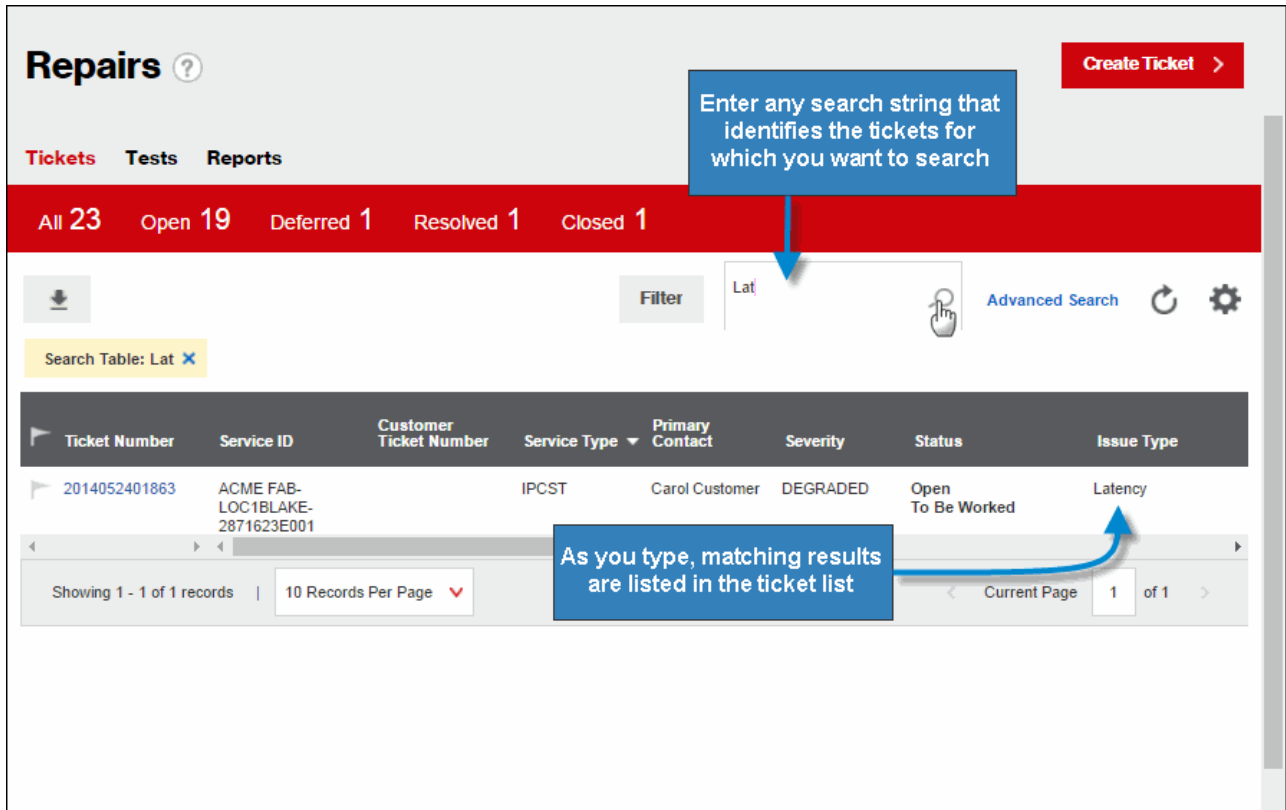 Repairs ?
Create Ticket >
Enter any search string that
identifies the tickets for
which you want to search
Tickets Tests Reports
All 23 Open 19 Deferred 1 Resolved 1 Closed 1
Filter Lat Advanced Search
Search Table: Lat ✕
Ticket Number Service ID Customer Ticket Number Service Type Primary Contact Severity Status Issue Type
2014052401863 ACME FAB- IPCST Carol Customer DEGRADED Open Latency
LOC1BLAKE- To Be Worked
2871623E001
As you type, matching results
are listed in the ticket list
Showing 1 - 1 of 1 records | 10 Records Per Page < Current Page 1 of 1 >